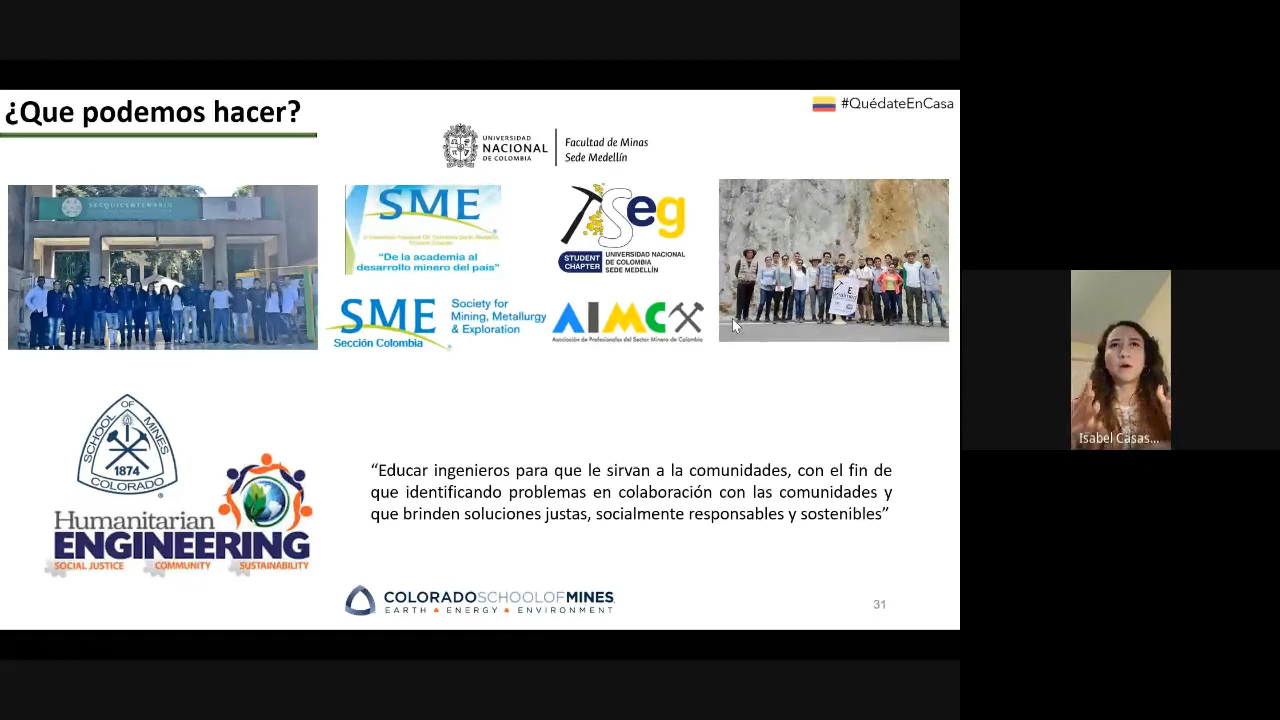 ¿Que podemos hacer?
#QuédateEnCasa
UNIVERSIDAD
NACIONAL
DE COLOMBIA
Facultad de Minas
Sede Medellín
SESQUICENTENARIO
SME
"De la academia al
desarrollo minero del país"
Seg
STUDENT
CHAPTER
UNIVERSIDAD NACIONAL
DE COLOMBIA
SEDE MEDELLÍN
SME
Sección Colombia
Society for
Mining, Metallurgy
& Exploration
AIMC
Asociación de Profesionales del Sector Minero de Colombia
SCHOOL OF MINES
1874
COLORADO
®
Humanitarian
ENGINEERING
SOCIAL JUSTICE COMMUNITY SUSTAINABILITY
“Educar ingenieros para que le sirvan a la comunidades, con el fin de
que identificando problemas en colaboración con las comunidades y
que brinden soluciones justas, socialmente responsables y sostenibles”
COLORADOSCHOOLOFMINES
EARTH ENERGY ENVIRONMENT
31
Isabel Casas...